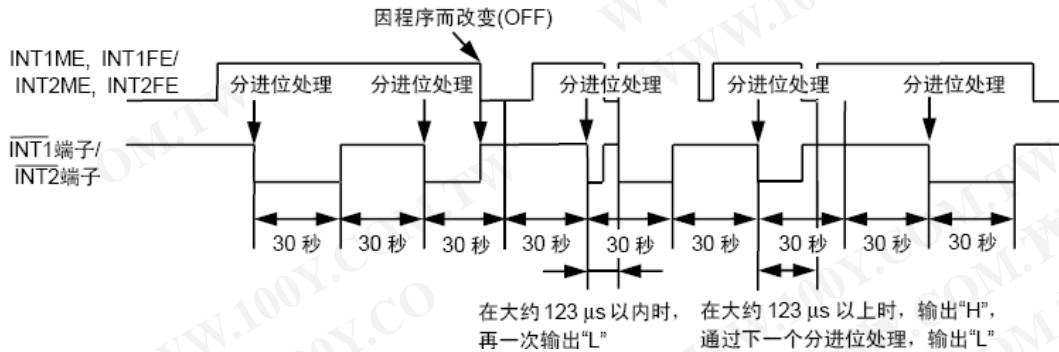 因程序而改变(OFF)
INT1ME, INT1FE/
INT2ME, INT2FE
分进位处理 分进位处理 分进位处理 分进位处理 分进位处理
INT1端子/
INT2端子
30 秒 30 秒 30 秒 30 秒 30 秒 30 秒 30 秒 30 秒 30 秒
在大约 123 μs 以内时，
再一次输出“L”
在大约 123 μs 以上时，输出“H”，
通过下一个分进位处理，输出“L”
WWW.100Y.COM.TW